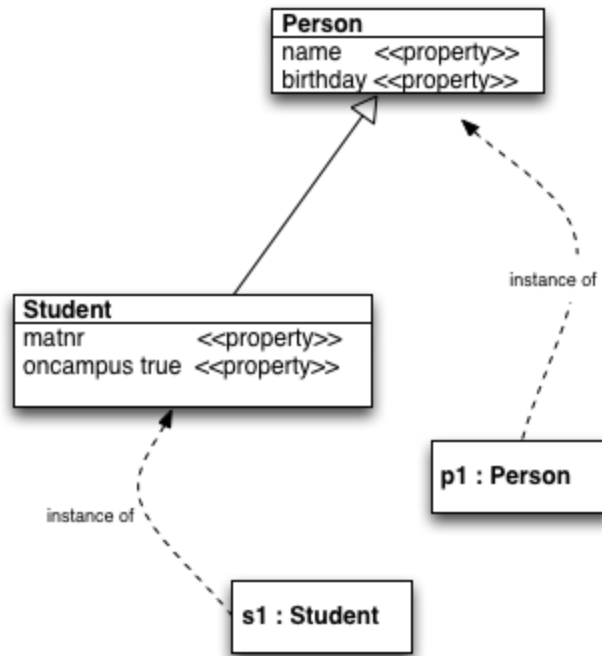 Person
name <<property>>
birthday <<property>>
instance of
Student
matnr <<property>>
oncampus true <<property>>
p1 : Person
instance of
s1 : Student